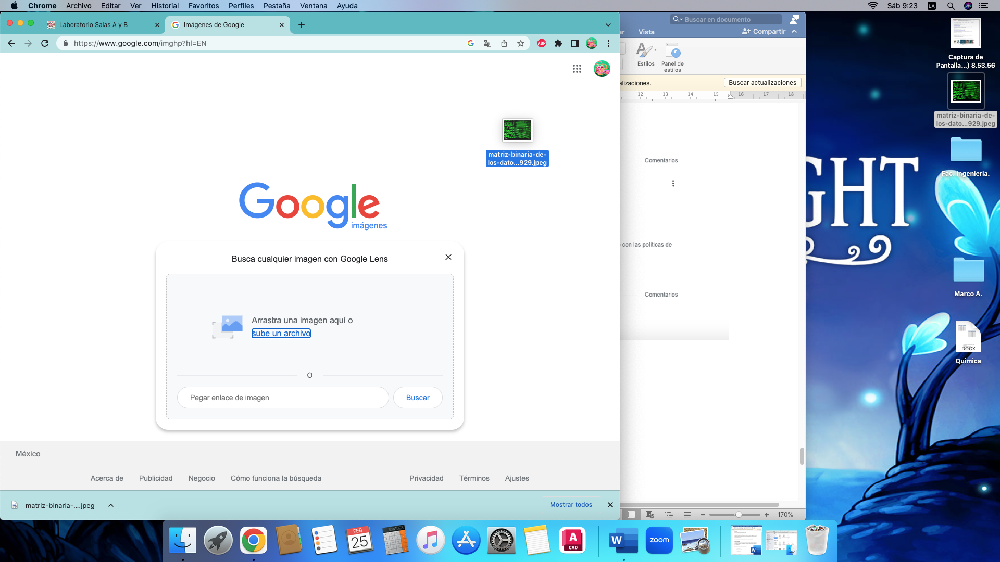 Chrome Archivo Editar Ver Historial Favoritos Perfiles Pestaña Ventana Ayuda
LA Sáb 9:23
Laboratorio Salas A y B
Imágenes de Google
https://www.google.com/imghp?hl=EN
ABP
matriz-binaria-de-
los-dato...929.jpeg
Google
imágenes
Busca cualquier imagen con Google Lens
Arrastra una imagen aquí o
sube un archivo
O
Pegar enlace de imagen
Buscar
México
Acerca de Publicidad Negocio Cómo funciona la búsqueda Privacidad Términos Ajustes
matriz-binaria-....jpeg
Mostrar todos
Buscar en documento
ar Vista
Compartir
Estilos
Panel de
estilos
alizaciones.
Buscar actualizaciones
12 13 14 15 16 17 18
Comentarios
con las políticas de
Comentarios
170%
GHT
Captura de
Pantalla...) 8.53.56
matriz-binaria-de-
los-dato...929.jpeg
Fac. Ingenieria.
Marco A.
DOCX
Quimica
FEB
25
3.141593
A
CAD
W
zoom
W